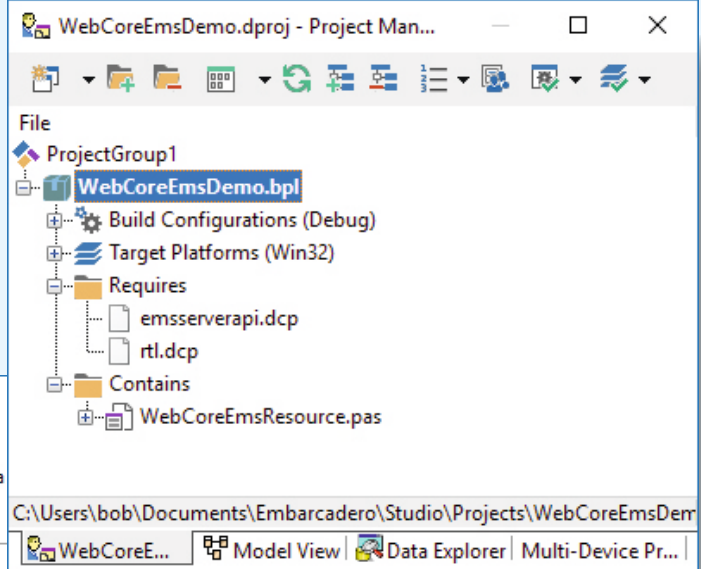 WebCoreEmsDemo.dproj - Project Man...
File
ProjectGroup1
WebCoreEmsDemo.bpl
Build Configurations (Debug)
Target Platforms (Win32)
Requires
emsserverapi.dcp
rtl.dcp
Contains
WebCoreEmsResource.pas
C:\Users\bob\Documents\Embarcadero\Studio\Projects\WebCoreEmsDem
WebCoreE... Model View Data Explorer Multi-Device Pr...